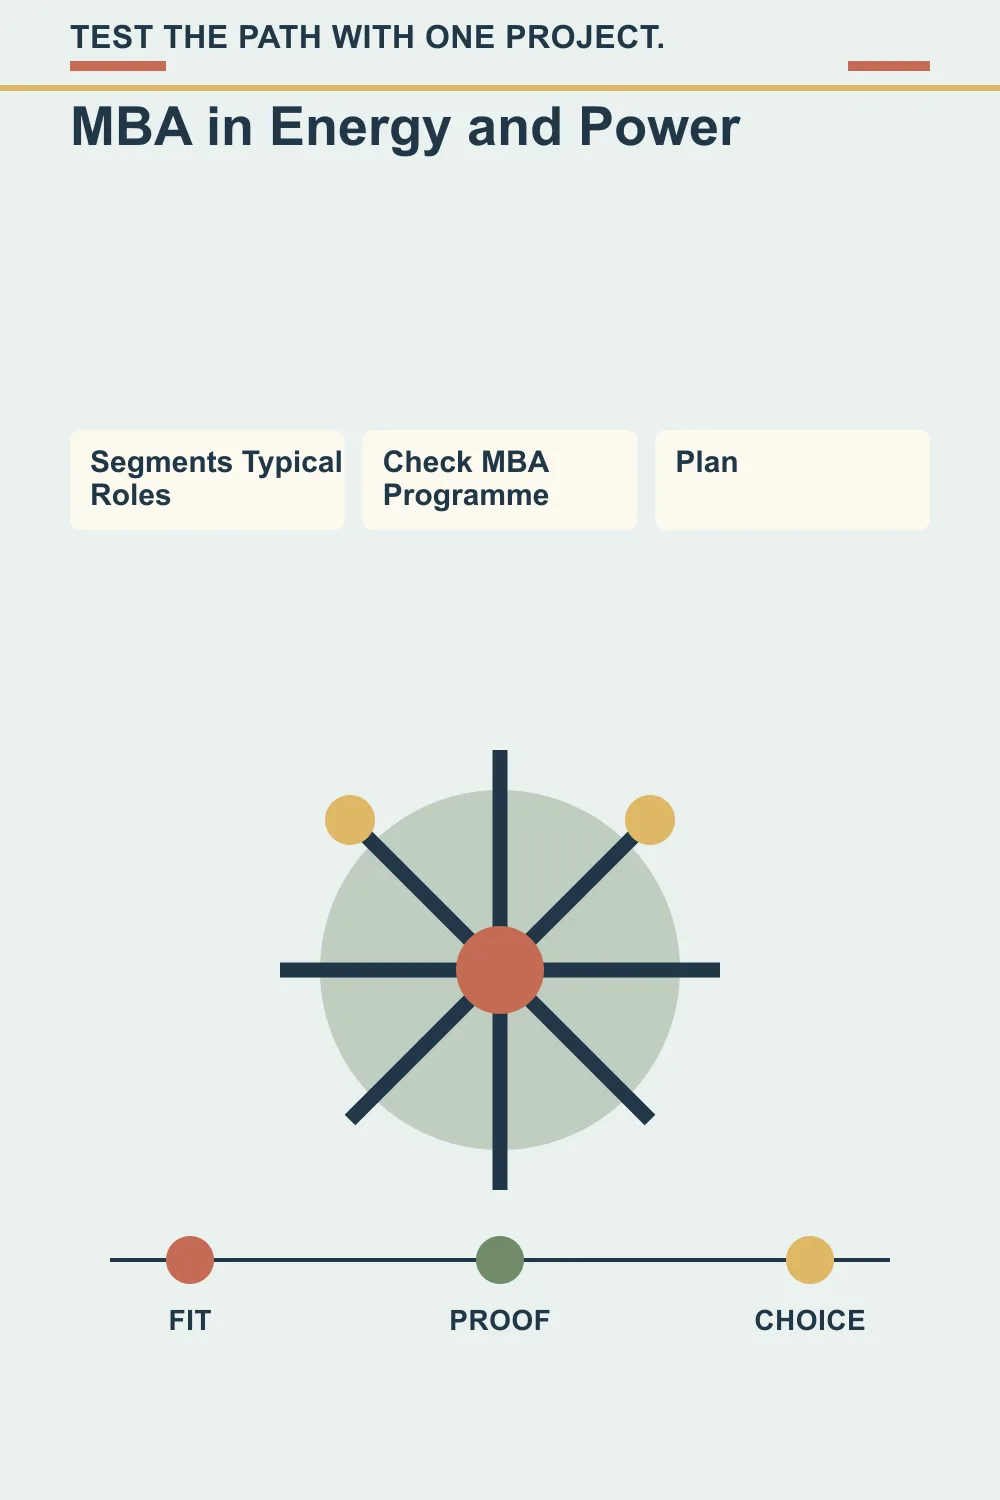 TEST THE PATH WITH ONE PROJECT.
MBA in Energy and Power
Segments Typical
Roles
Check MBA
Programme
Plan
FIT
PROOF
CHOICE